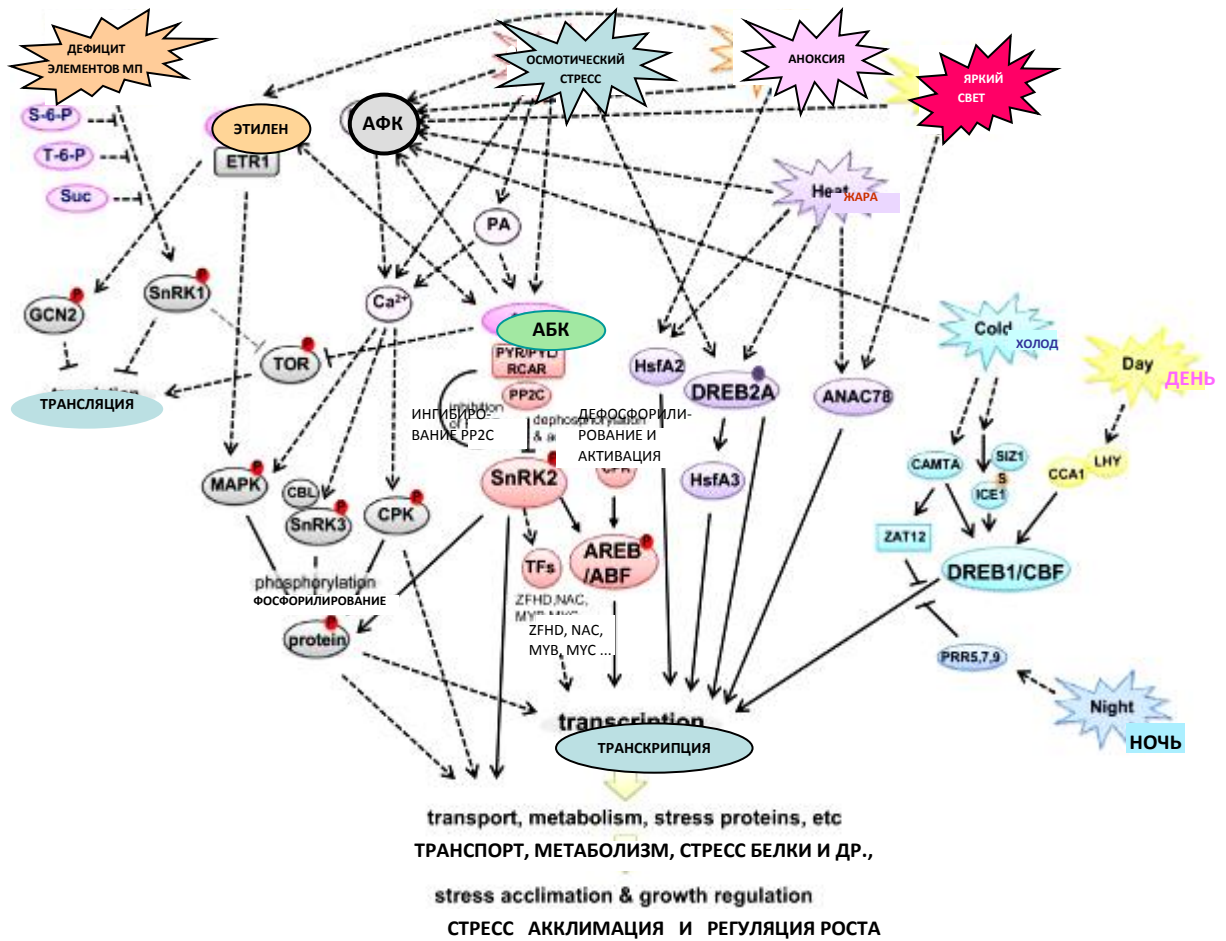 ДЕФИЦИТ
ЭЛЕМЕНТОВ МП
ОСМОТИЧЕСКИЙ
СТРЕСС
АНОКСИЯ
ЯРКИЙ
СВЕТ
S-6-P
T-6-P
Suc
ЭТИЛЕН
ETR1
АФК
PA
Heat
ЖАРА
GCN2
P
SnRK1
P
Ca2+
TOR
P
АБК
PYR/PYL/
RCAR
PP2C
HsfA2
DREB2A
ANAC78
Cold
ХОЛОД
Day
ДЕНЬ
ТРАНСЛЯЦИЯ
ИНГИБИРО-
ВАНИЕ PP2C
inhibition
dephosphorylation
ДЕФОСФОРИЛИ-
РОВАНИЕ И
АКТИВАЦИЯ
MAPK
P
CBL
SnRK3
P
CPK
P
SnRK2
HsfA3
CAMTA
SIZ1
S
ICE1
CCA1
LHY
ZAT12
TFs
AREB
/ABF
P
DREB1/CBF
phosphorylation
ФОСФОРИЛИРОВАНИЕ
ZFHD,NAC,
ZFHD, NAC,
MYB, MYC ...
protein
P
PRR5,7,9
Night
НОЧЬ
transcription
ТРАНСКРИПЦИЯ
transport, metabolism, stress proteins, etc
ТРАНСПОРТ, МЕТАБОЛИЗМ, СТРЕСС БЕЛКИ И ДР.,
stress acclimation & growth regulation
СТРЕСС АККЛИМАЦИЯ И РЕГУЛЯЦИЯ РОСТА